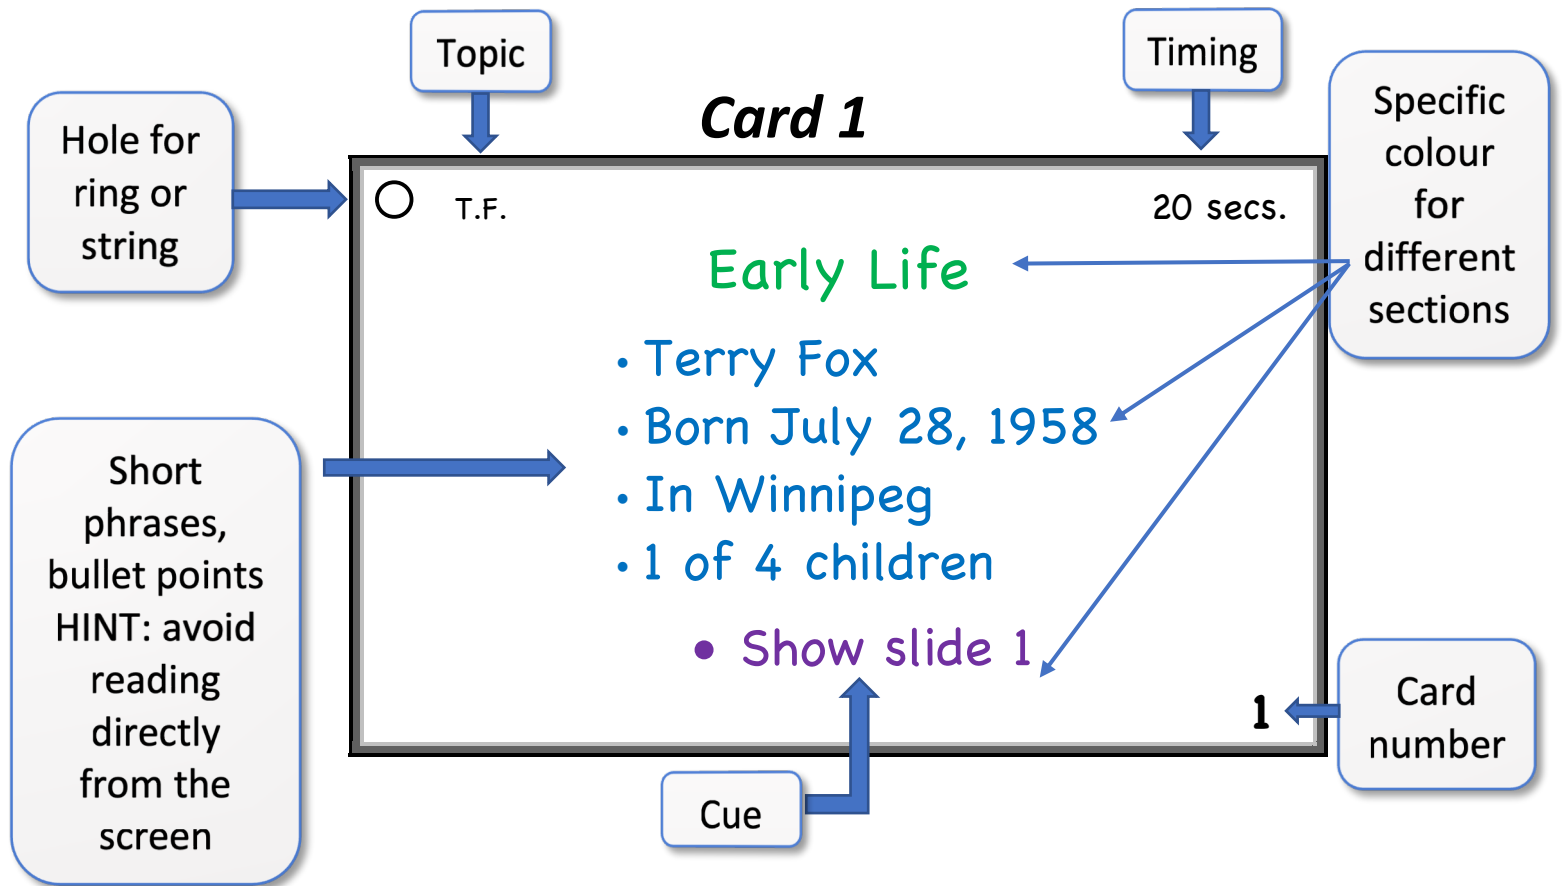 Topic
Timing
Card 1
Hole for
ring or
string
Specific
colour
for
different
sections
T.F.
20 secs.
Early Life
• Terry Fox
• Born July 28, 1958
• In Winnipeg
• 1 of 4 children
• Show slide 1
Short
phrases,
bullet points
HINT: avoid
reading
directly
from the
screen
1
Card
number
Cue